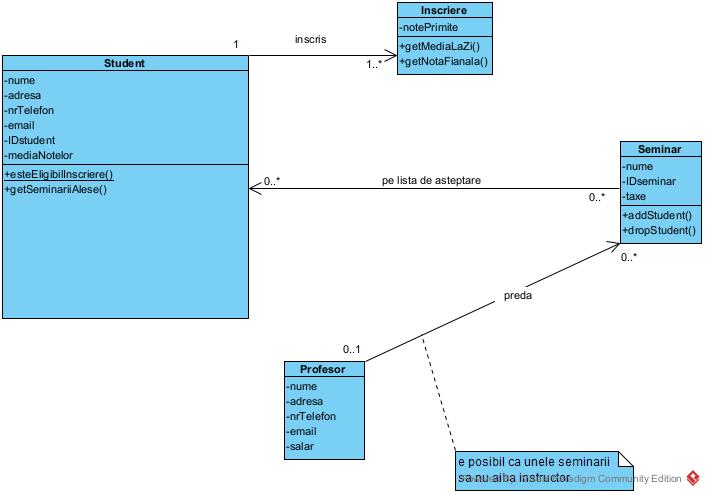 Inscriere
-notePrimite
+getMediaLaZi()
+getNotaFianala()
1
inscris
1..*
Student
-nume
-adresa
-nrTelefon
-email
-IDstudent
-mediaNotelor
+esteEligibilInscriere()
+getSeminariiAlese()
Seminar
-nume
-IDseminar
-taxe
+addStudent()
+dropStudent()
0..*
pe lista de asteptare
0..*
0..*
preda
0..1
Profesor
-nume
-adresa
-nrTelefon
-email
-salar
e posibil ca unele seminarii
sa nu aiba instructor
Powered By Visual Paradigm Community Edition